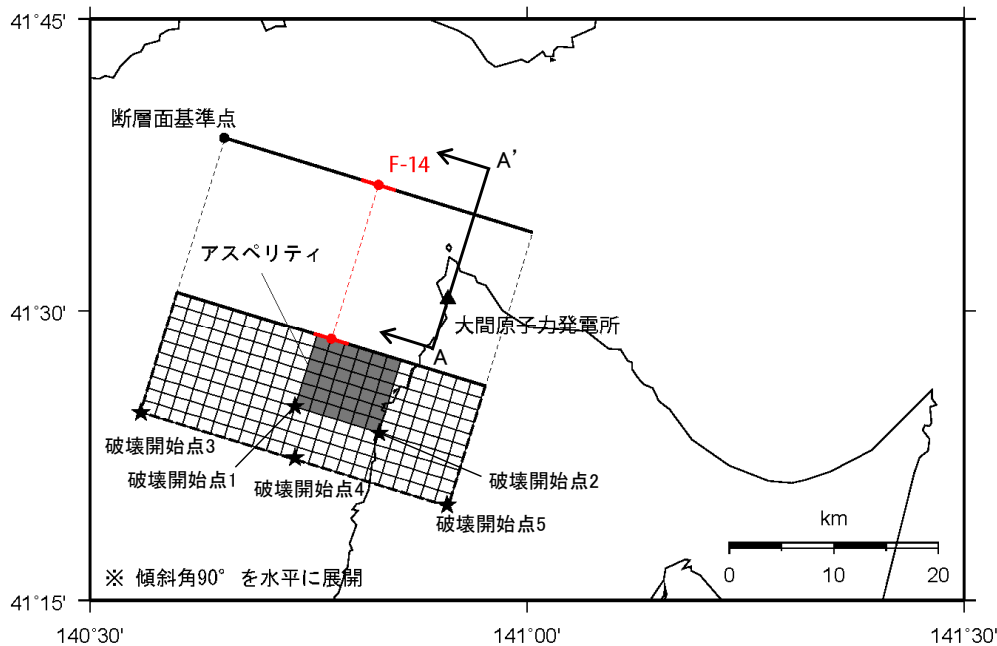 41°45'
断層面基準点
F-14
A’
アスペリティ
41°30'
大間原子力発電所
A
破壊開始点3
破壊開始点1
破壊開始点4
破壊開始点2
破壊開始点5
km
0 10 20
※ 傾斜角90° を水平に展開
41°15'
140°30' 141°00' 141°30'